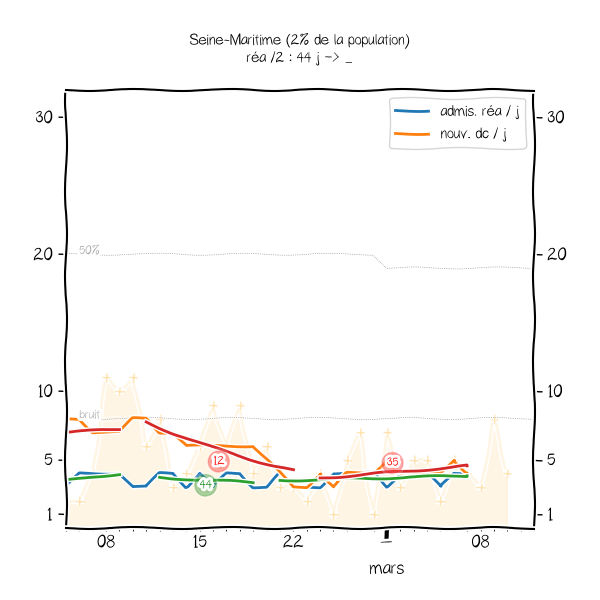 Seine-Maritime (2% de la population)
réa /2 : 44 j -> _
admis. réa / j
nouv. dc / j
30 30
50%
20 20
10 10
bruit
12 35
5 5
44
1 1
08 15 22 1 08
mars